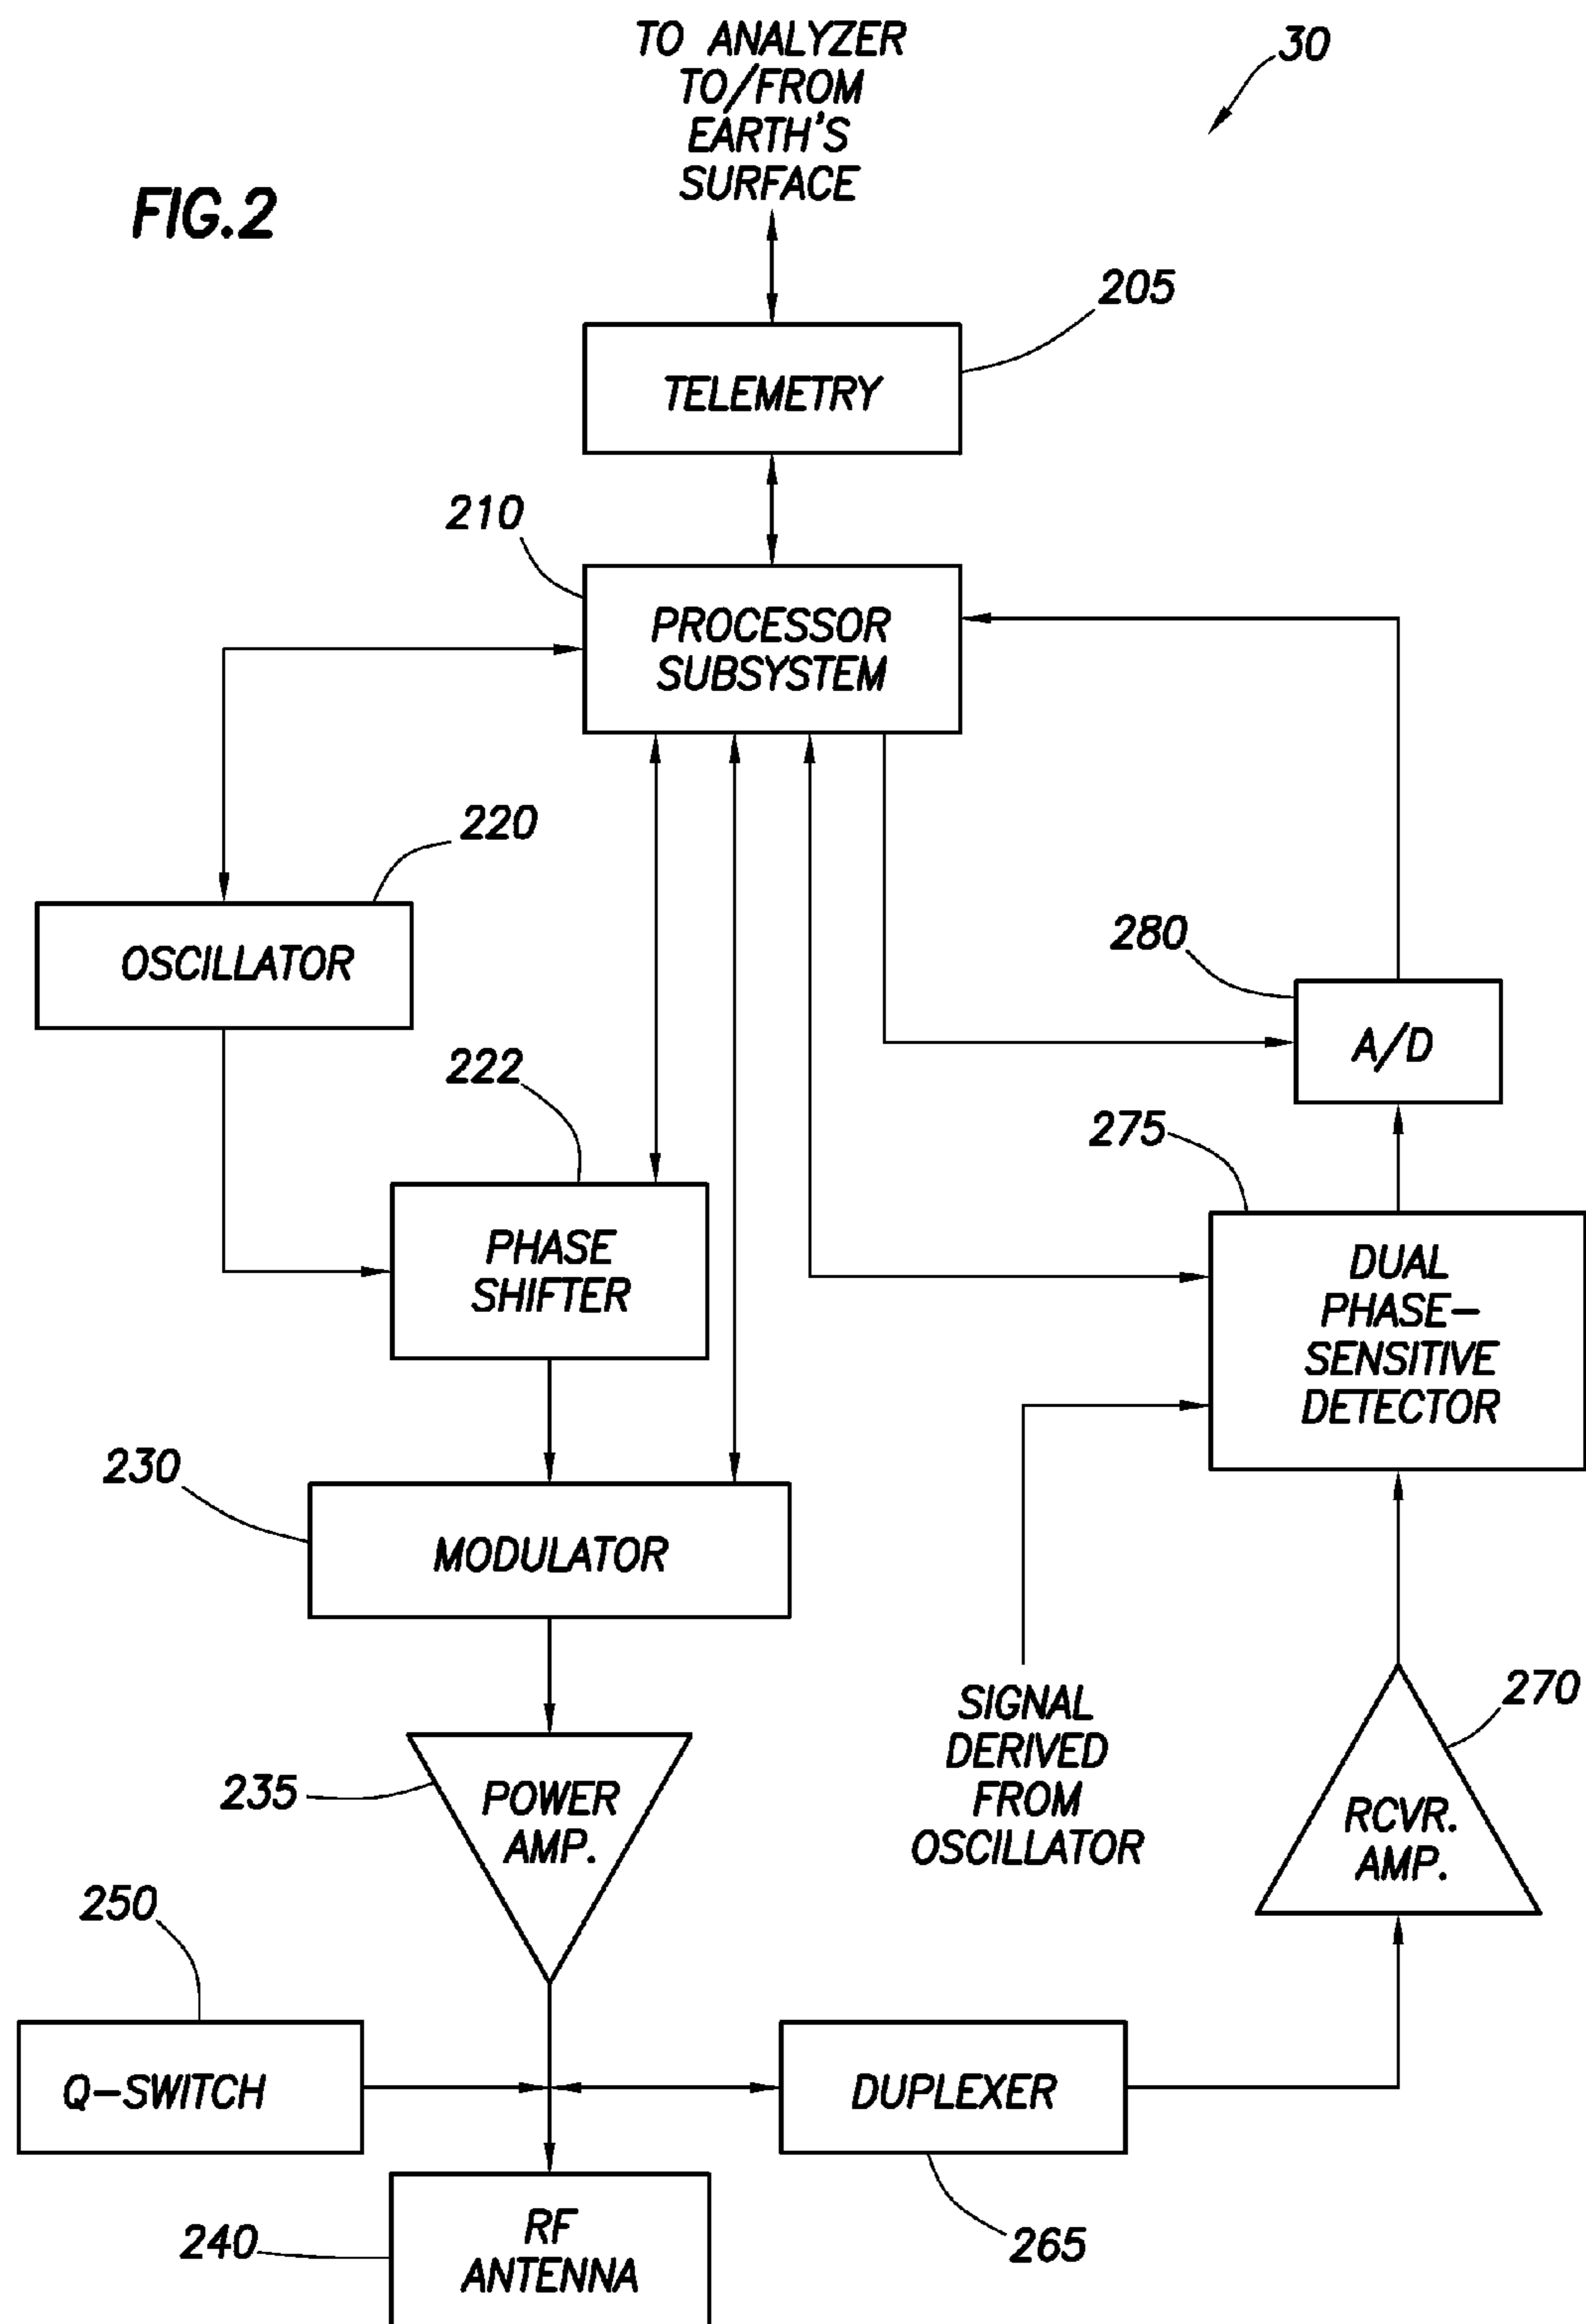 TO ANALYZER
TO/FROM
EARTH'S
SURFACE
30
FIG.2
205
TELEMETRY
210
PROCESSOR
SUBSYSTEM
220
OSCILLATOR
280
A/D
222
PHASE
SHIFTER
275
DUAL
PHASE-
SENSITIVE
DETECTOR
230
MODULATOR
SIGNAL
DERIVED
FROM
OSCILLATOR
270
RCVR.
AMP.
235
POWER
AMP.
250
Q-SWITCH
DUPLEXER
265
240
RF
ANTENNA